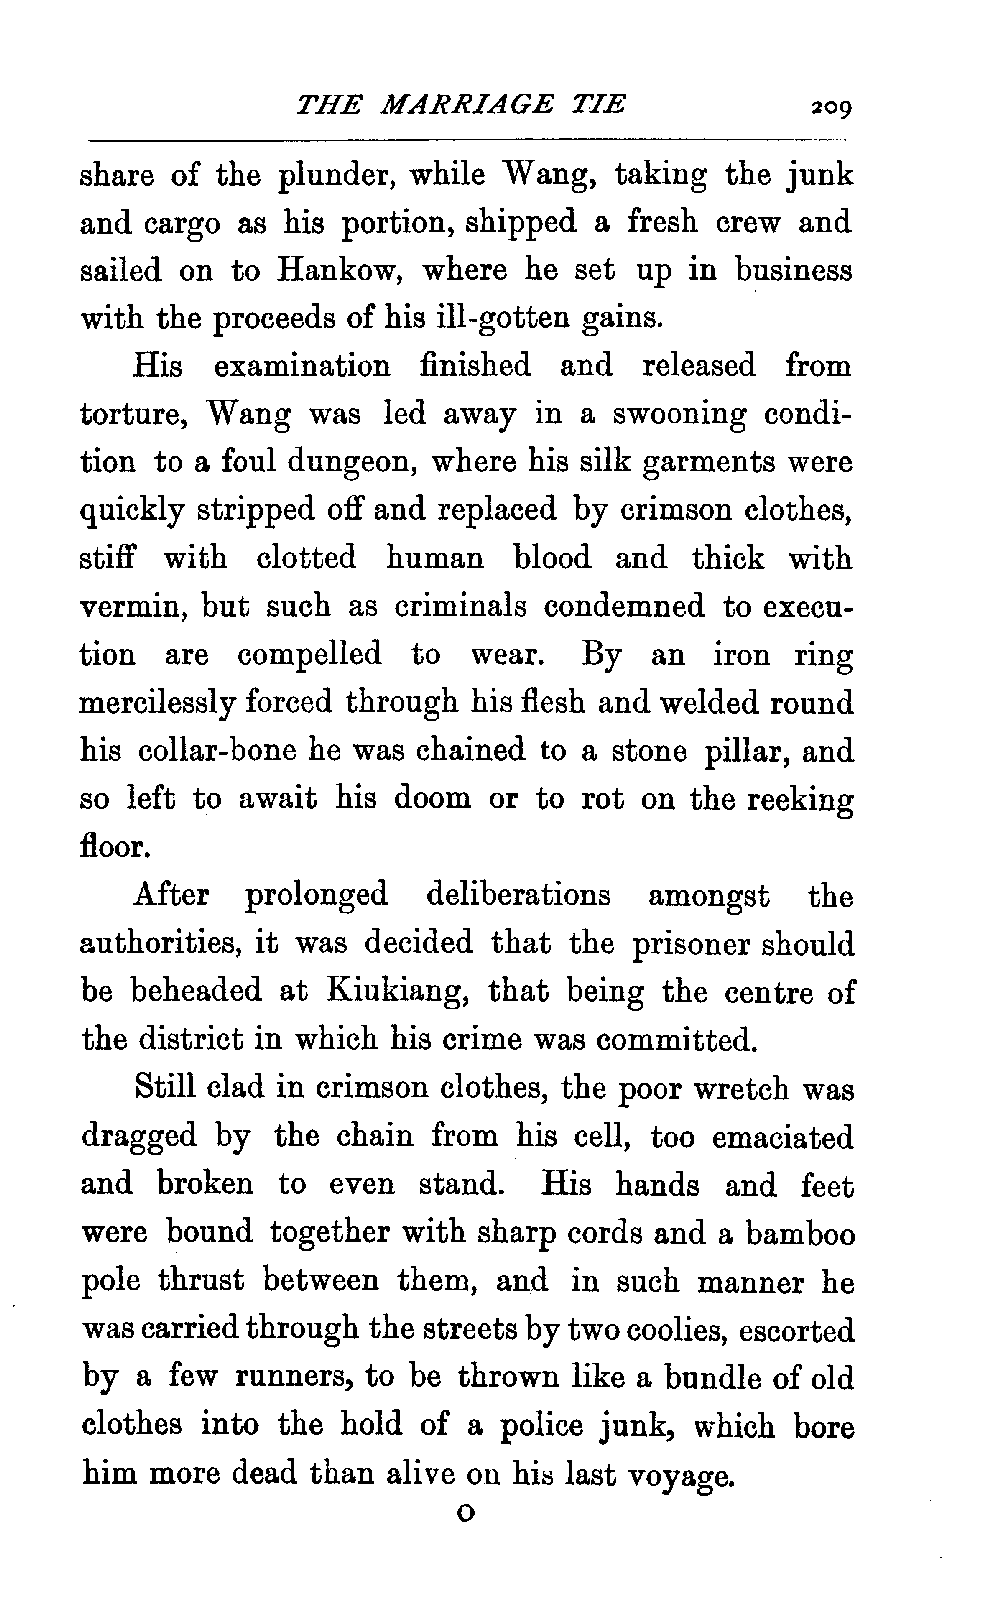 THE MARRIAGE TIE 209
share of the plunder, while Wang, taking the junk
and cargo as his portion, shipped a fresh crew and
sailed on to Hankow, where he set up in business
with the proceeds of his ill-gotten gains.
His examination finished and released from
torture, Wang was led away in a swooning condi-
tion to a foul dungeon, where his silk garments were
quickly stripped off and replaced by crimson clothes,
stiff with clotted human blood and thick with
vermin, but such as criminals condemned to execu-
tion are compelled to wear. By an iron ring
mercilessly forced through his flesh and welded round
his collar-bone he was chained to a stone pillar, and
so left to await his doom or to rot on the reeking
floor.
After prolonged deliberations amongst the
authorities, it was decided that the prisoner should
be beheaded at Kiukiang, that being the centre of
the district in which his crime was committed.
Still clad in crimson clothes, the poor wretch was
dragged by the chain from his cell, too emaciated
and broken to even stand. His hands and feet
were bound together with sharp cords and a bamboo
pole thrust between them, and in such manner he
was carried through the streets by two coolies, escorted
by a few runners, to be thrown like a bundle of old
clothes into the hold of a police junk, which bore
him more dead than alive on his last voyage.
O